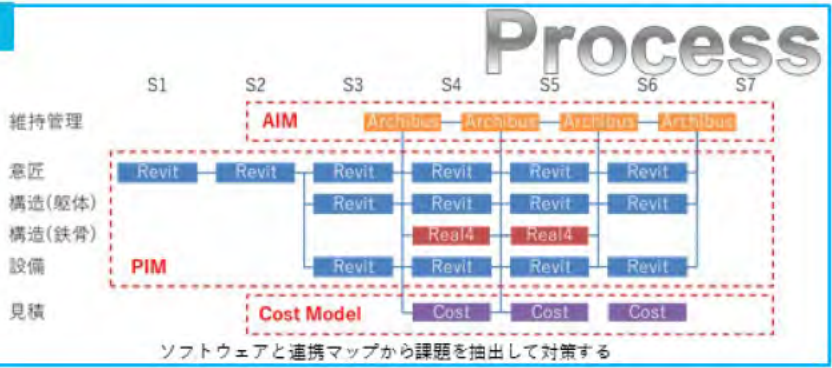 Process
S1 S2 S3 S4 S5 S6 S7
維持管理 AIM Archibus Archibus Archibus Archibus
意匠 Revit Revit Revit Revit Revit Revit
構造(躯体) Revit Revit Revit Revit
構造(鉄骨) Real4 Real4
設備 PIM Revit Revit Revit Revit
見積 Cost Model Cost Cost Cost
ソフトウェアと連携マップから課題を抽出して対策する